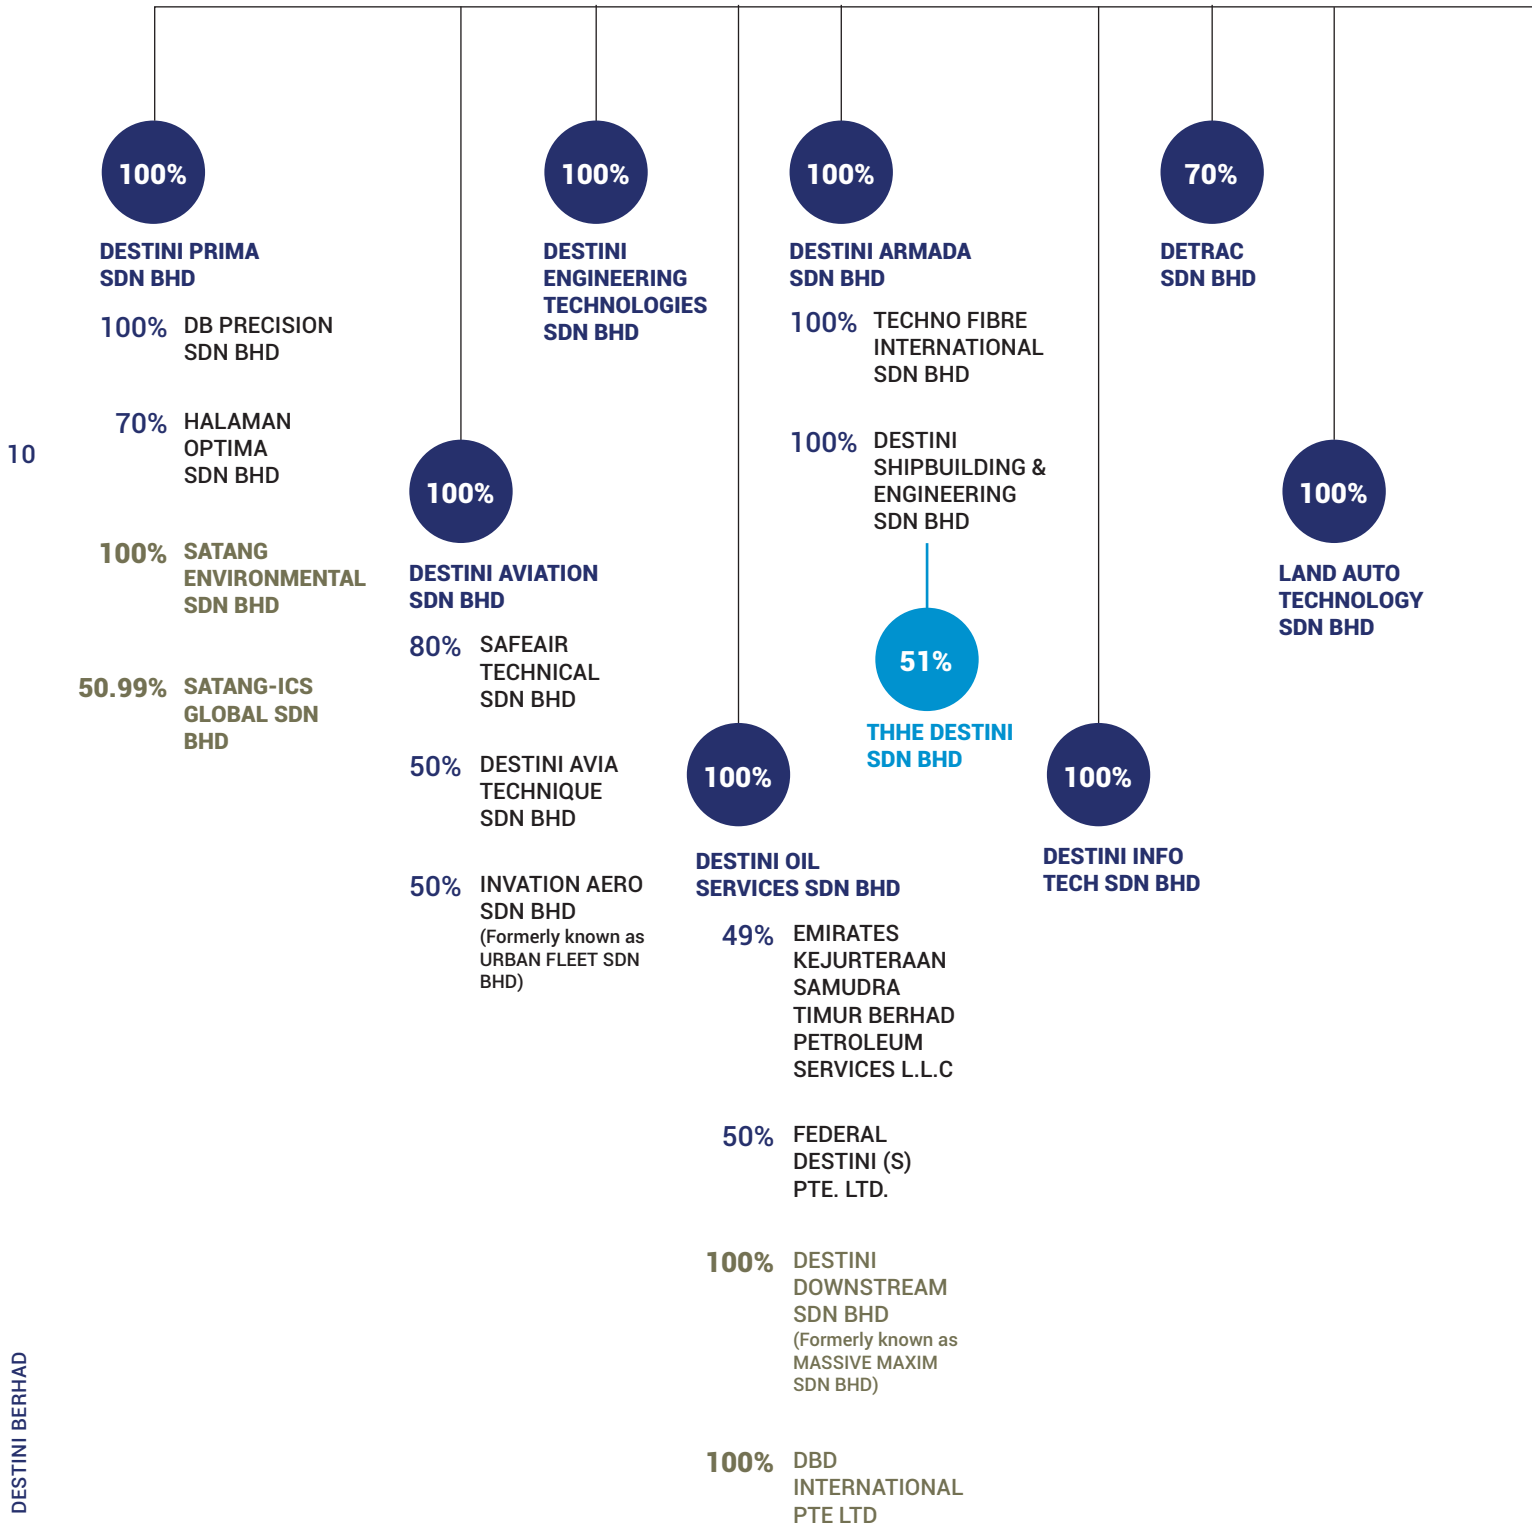 100%
DESTINI PRIMA
SDN BHD
100% DB PRECISION
SDN BHD
70% HALAMAN
OPTIMA
SDN BHD
100% SATANG
ENVIRONMENTAL
SDN BHD
50.99% SATANG-ICS
GLOBAL SDN
BHD
10
100%
DESTINI AVIATION
SDN BHD
80% SAFEAIR
TECHNICAL
SDN BHD
50% DESTINI AVIA
TECHNIQUE
SDN BHD
50% INVATION AERO
SDN BHD
(Formerly known as
URBAN FLEET SDN
BHD)
100%
DESTINI
ENGINEERING
TECHNOLOGIES
SDN BHD
100%
DESTINI OIL
SERVICES SDN BHD
49% EMIRATES
KEJURTERAAN
SAMUDRA
TIMUR BERHAD
PETROLEUM
SERVICES L.L.C
50% FEDERAL
DESTINI (S)
PTE. LTD.
100% DESTINI
DOWNSTREAM
SDN BHD
(Formerly known as
MASSIVE MAXIM
SDN BHD)
100% DBD
INTERNATIONAL
PTE LTD
100%
DESTINI ARMADA
SDN BHD
100% TECHNO FIBRE
INTERNATIONAL
SDN BHD
100% DESTINI
SHIPBUILDING &
ENGINEERING
SDN BHD
51%
THHE DESTINI
SDN BHD
100%
DESTINI INFO
TECH SDN BHD
70%
DETRAC
SDN BHD
100%
LAND AUTO
TECHNOLOGY
SDN BHD
DESTINI BERHAD